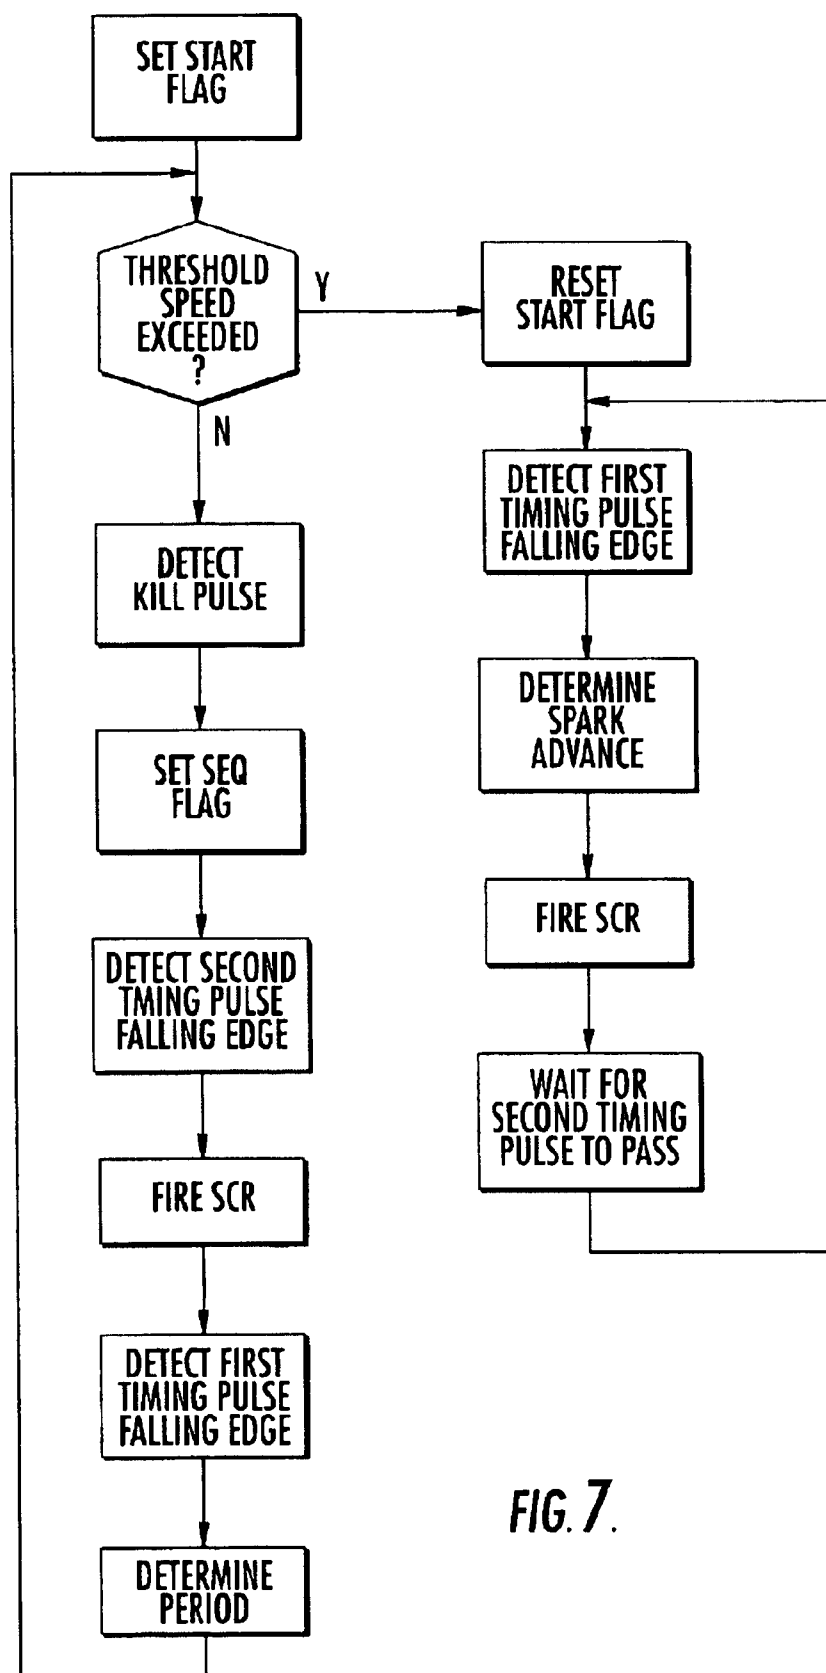 SET START
FLAG
THRESHOLD
SPEED
EXCEEDED
?
Y
N
DETECT
KILL PULSE
SET SEQ
FLAG
DETECT SECOND
TMING PULSE
FALLING EDGE
FIRE SCR
DETECT FIRST
TIMING PULSE
FALLING EDGE
DETERMINE
PERIOD
RESET
START FLAG
DETECT FIRST
TIMING PULSE
FALLING EDGE
DETERMINE
SPARK
ADVANCE
FIRE SCR
WAIT FOR
SECOND TIMING
PULSE TO PASS
FIG. 7.